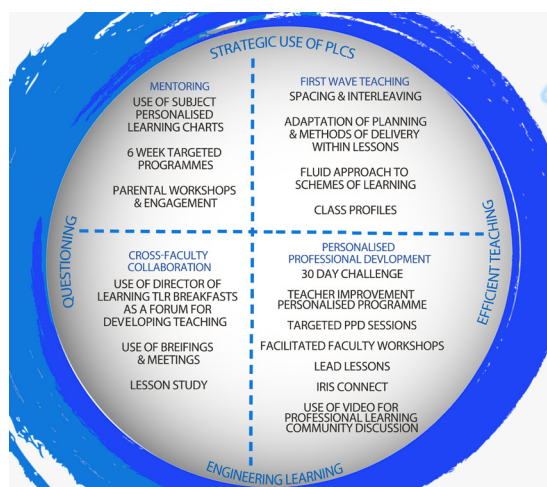 STRATEGIC USE OF PLCS
MENTORING
USE OF SUBJECT
PERSONALISED
LEARNING CHARTS
6 WEEK TARGETED
PROGRAMMES
PARENTAL WORKSHOPS
& ENGAGEMENT
FIRST WAVE TEACHING
SPACING & INTERLEAVING
ADAPTATION OF PLANNING
& METHODS OF DELIVERY
WITHIN LESSONS
FLUID APPROACH TO
SCHEMES OF LEARNING
CLASS PROFILES
QUESTIONING
EFFICIENT TEACHING
CROSS-FACULTY
COLLABORATION
USE OF DIRECTOR OF
LEARNING TLR BREAKFASTS
AS A FORUM FOR
DEVELOPING TEACHING
USE OF BREIFINGS
& MEETINGS
LESSON STUDY
PERSONALISED
PROFESSIONAL DEVLOPMENT
30 DAY CHALLENGE
TEACHER IMPROVEMENT
PERSONALISED PROGRAMME
TARGETED PPD SESSIONS
FACILITATED FACULTY WORKSHOPS
LEAD LESSONS
IRIS CONNECT
USE OF VIDEO FOR
PROFESSIONAL LEARNING
COMMUNITY DISCUSSION
ENGINEERING LEARNING